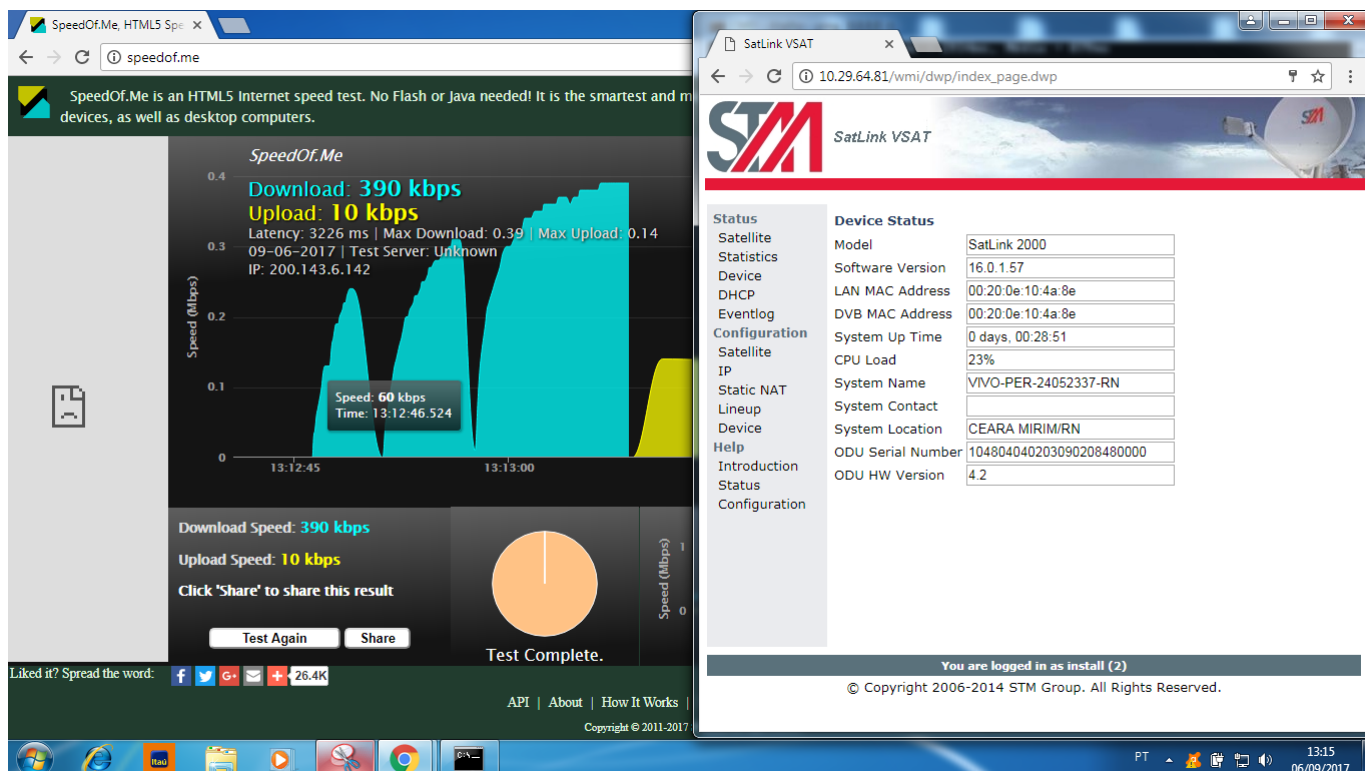 SpeedOf.Me, HTML5 Spe
speedof.me
SpeedOf.Me is an HTML5 Internet speed test. No Flash or Java needed! It is the smartest and m
devices, as well as desktop computers.
SpeedOf.Me
Download: 390 kbps
Upload: 10 kbps
Latency: 3226 ms | Max Download: 0.39 | Max Upload: 0.14
09-06-2017 | Test Server: Unknown
IP: 200.143.6.142
Speed (Mbps)
0.4
0.3
0.2
0.1
0
Speed: 60 kbps
Time: 13:12:46.524
13:12:45
13:13:00
Download Speed: 390 kbps
Upload Speed: 10 kbps
Click 'Share' to share this result
Test Again
Share
Test Complete.
Speed (Mbps)
1
0
Liked it? Spread the word:
26.4K
API | About | How It Works |
Copyright © 2011-2017
SatLink VSAT
10.29.64.81/wmi/dwp/index_page.dwp
STM
SatLink VSAT
STM
Status
Satellite
Statistics
Device
DHCP
Eventlog
Configuration
Satellite
IP
Static NAT
Lineup
Device
Help
Introduction
Status
Configuration
Device Status
Model SatLink 2000
Software Version 16.0.1.57
LAN MAC Address 00:20:0e:10:4a:8e
DVB MAC Address 00:20:0e:10:4a:8e
System Up Time 0 days, 00:28:51
CPU Load 23%
System Name VIVO-PER-24052337-RN
System Contact
System Location CEARA MIRIM/RN
ODU Serial Number 104804040203090208480000
ODU HW Version 4.2
You are logged in as install (2)
© Copyright 2006-2014 STM Group. All Rights Reserved.
Itaú
C:\
PT
13:15
06/09/2017